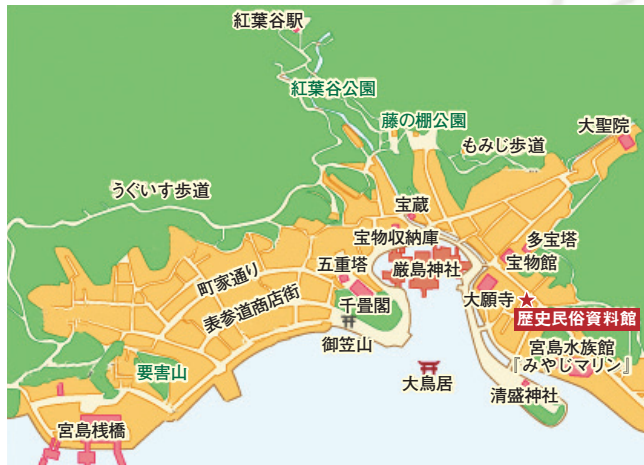 紅葉谷駅
紅葉谷公園
藤の棚公園
大聖院
もみじ歩道
うぐいす歩道
宝蔵
宝物収納庫
多宝塔
宝物館
町家通り
五重塔
厳島神社
表参道商店街
千畳閣
大願寺
★
歴史民俗資料館
御笠山
宮島水族館
『みやじマリン』
要害山
大鳥居
清盛神社
宮島桟橋